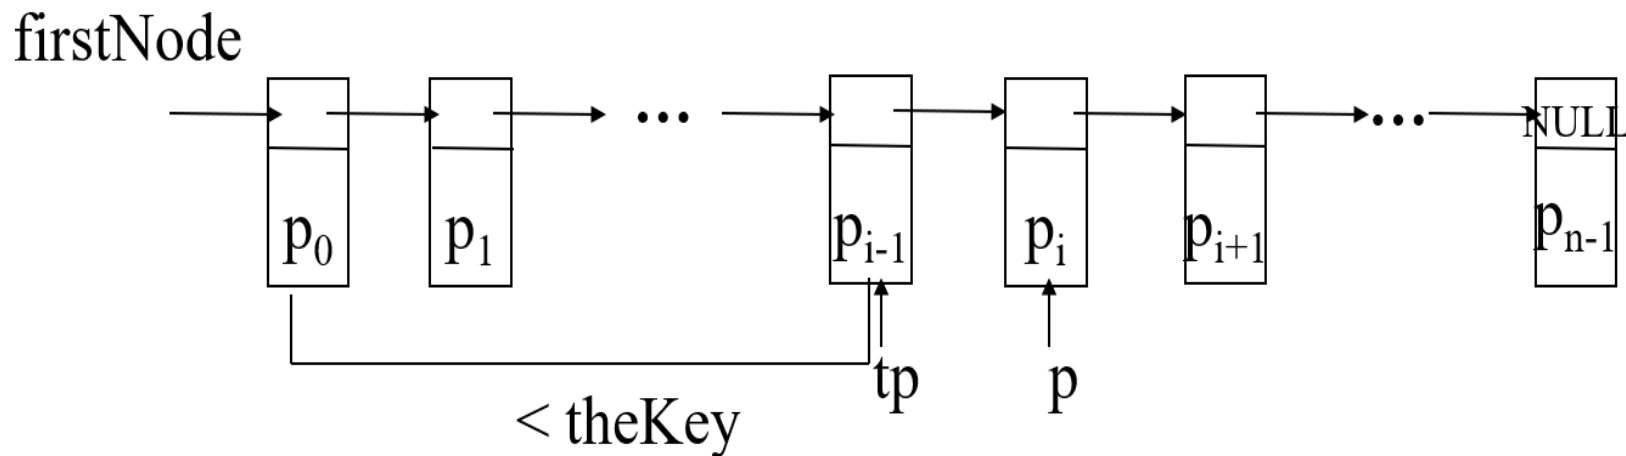 firstNode
... ... NULL
p0 p1 pi-1 pi pi+1 pn-1
tp p
< theKey